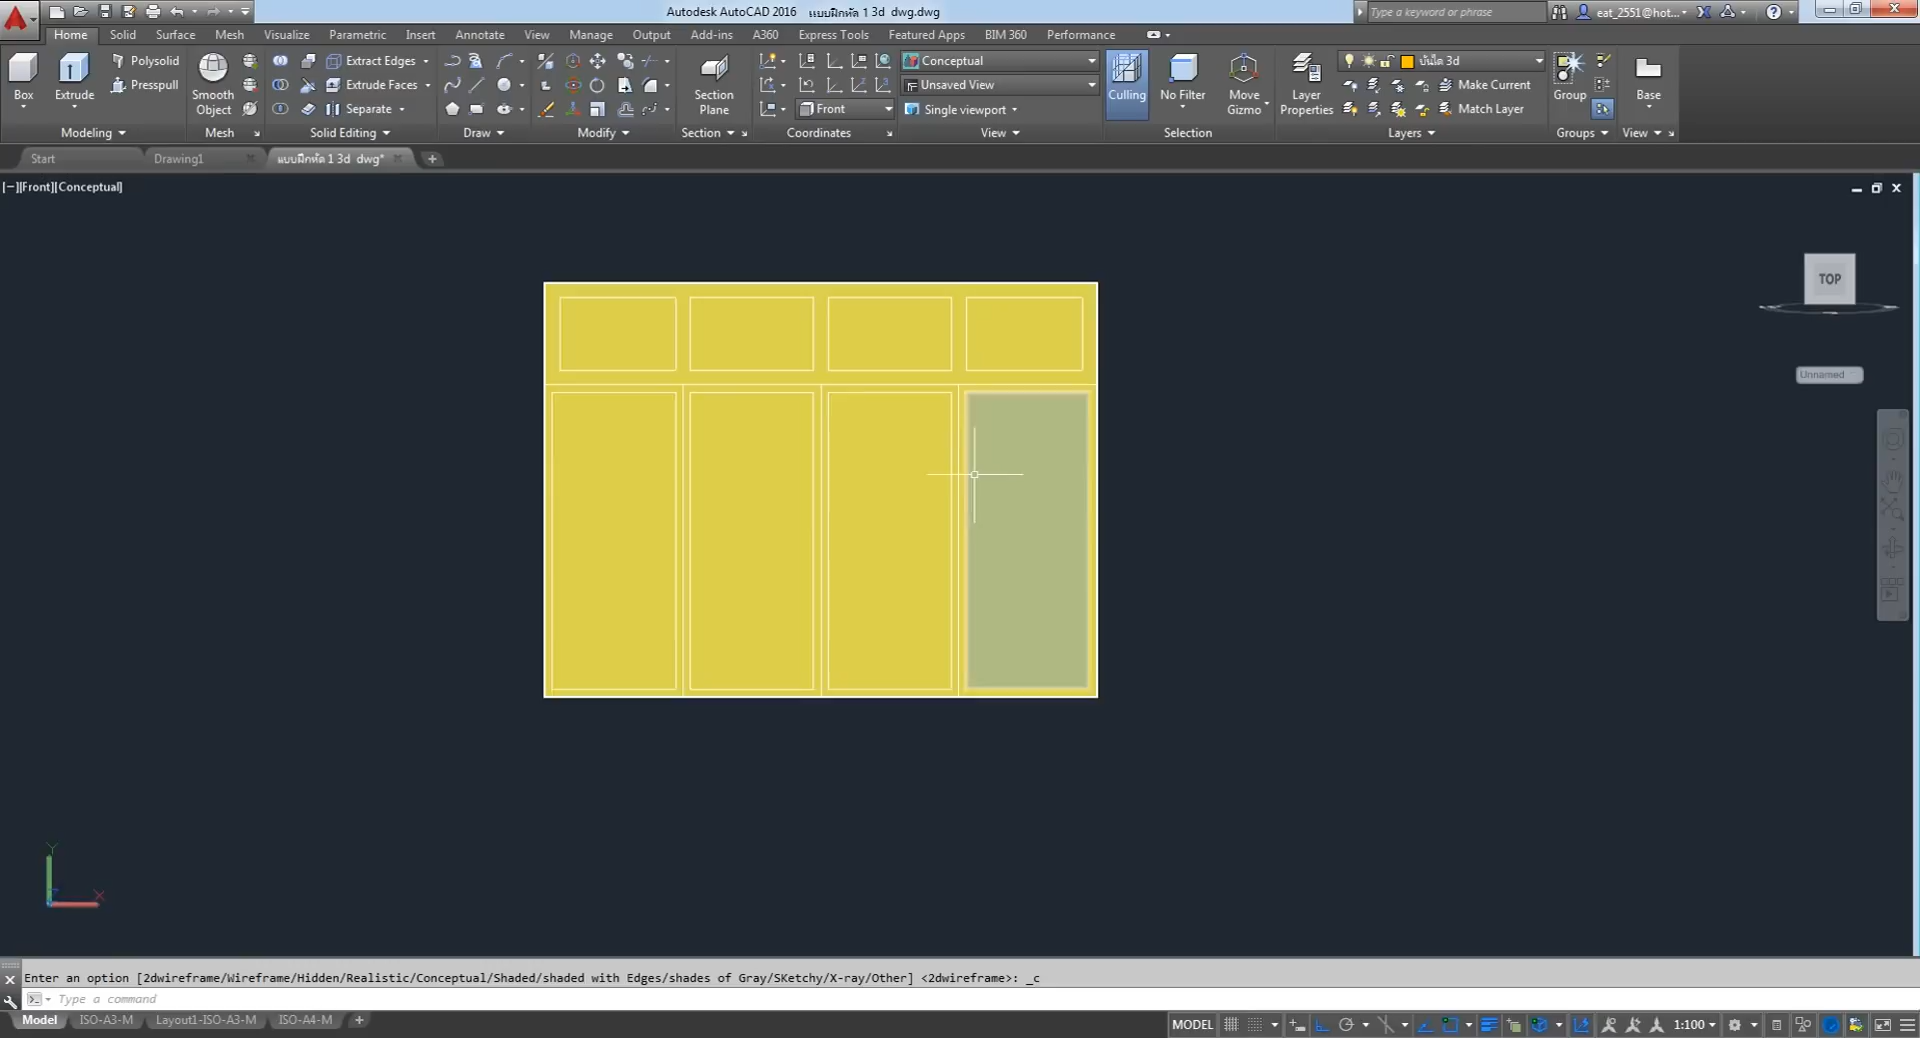 Autodesk AutoCAD 2016 แบบฝึกหัด 1 3d dwg.dwg
Type a keyword or phrase
eat_2551@hot...
Home Solid Surface Mesh Visualize Parametric Insert Annotate View Manage Output Add-ins A360 Express Tools Featured Apps BIM 360 Performance
Box
Extrude
Polysolid
Presspull
Modeling
Smooth
Object
Mesh
Extract Edges
Extrude Faces
Separate
Solid Editing
Draw
Modify
Section
Plane
Section
Front
Coordinates
Conceptual
Unsaved View
Single viewport
View
Culling
No Filter
Move
Gizmo
Selection
Layer
Properties
บันได 3d
Make Current
Match Layer
Layers
Group
Groups
Base
View
Start Drawing1 แบบฝึกหัด 1 3d dwg*
[−][Front][Conceptual]
TOP
Unnamed
Y
X
Enter an option [2dwireframe/Wireframe/Hidden/Realistic/Conceptual/Shaded/shaded with Edges/shades of Gray/SKetchy/X-ray/Other] <2dwireframe>: _c
Type a command
Model ISO-A3-M Layout1-ISO-A3-M ISO-A4-M
MODEL 1:100